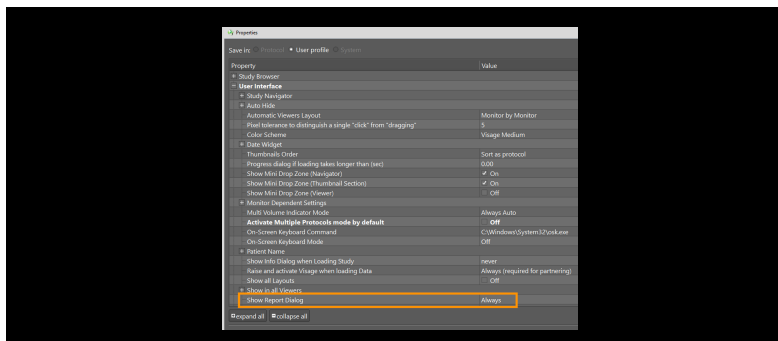 Properties
Save in: Protocol User profile System
Property Value
Study Browser
User Interface
Study Navigator
Auto Hide
Automatic Viewers Layout Monitor by Monitor
Pixel tolerance to distinguish a single "click" from "dragging" 5
Color Scheme Visage Medium
Date Widget
Thumbnails Order Sort as protocol
Progress dialog if loading takes longer than (sec) 0.00
Show Mini Drop Zone (Navigator) On
Show Mini Drop Zone (Thumbnail Section) On
Show Mini Drop Zone (Viewer) Off
Monitor Dependent Settings
Multi Volume Indicator Mode Always Auto
Activate Multiple Protocols mode by default Off
On-Screen Keyboard Command C:\Windows\System32\osk.exe
On-Screen Keyboard Mode Off
Patient Name
Show Info Dialog when Loading Study never
Raise and activate Visage when loading Data Always (required for partnering)
Show all Layouts Off
Show in all Viewers
Show Report Dialog Always
expand all collapse all